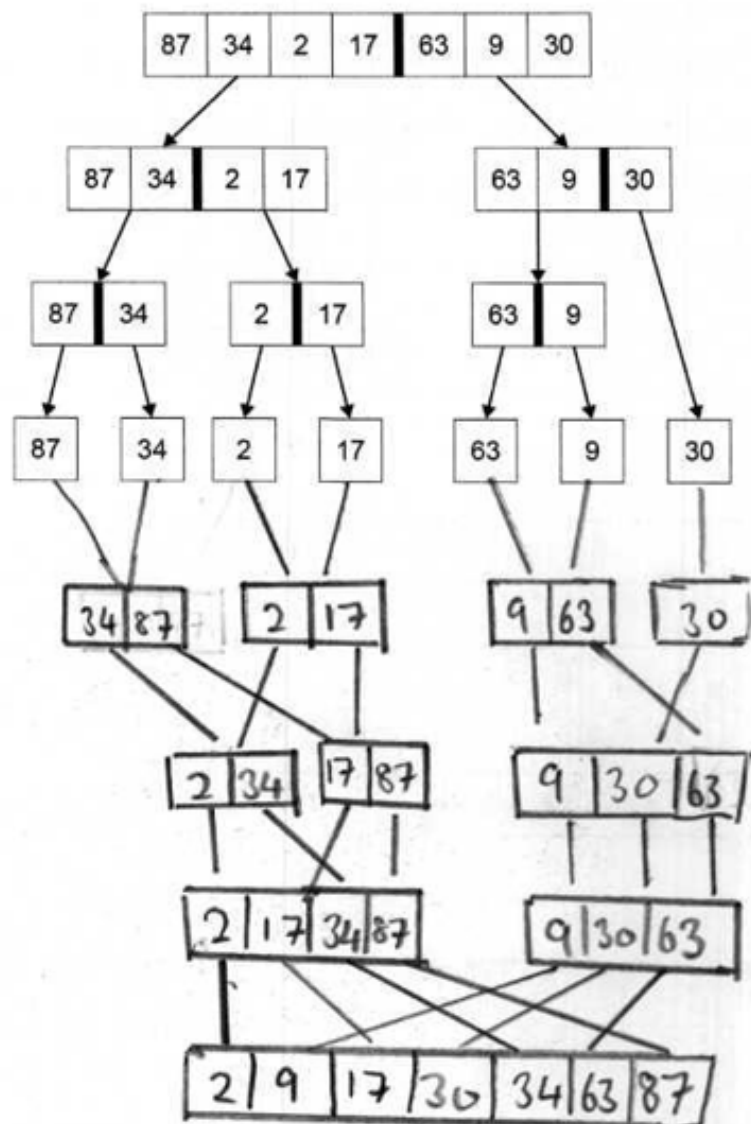 87 34 2 17 63 9 30
87 34 2 17 63 9 30
87 34 2 17 63 9
87 34 2 17 63 9 30
34 87 2 17 9 63 30
2 34 17 87 9 30 63
2 17 34 87 9 30 63
2 9 17 30 34 63 87